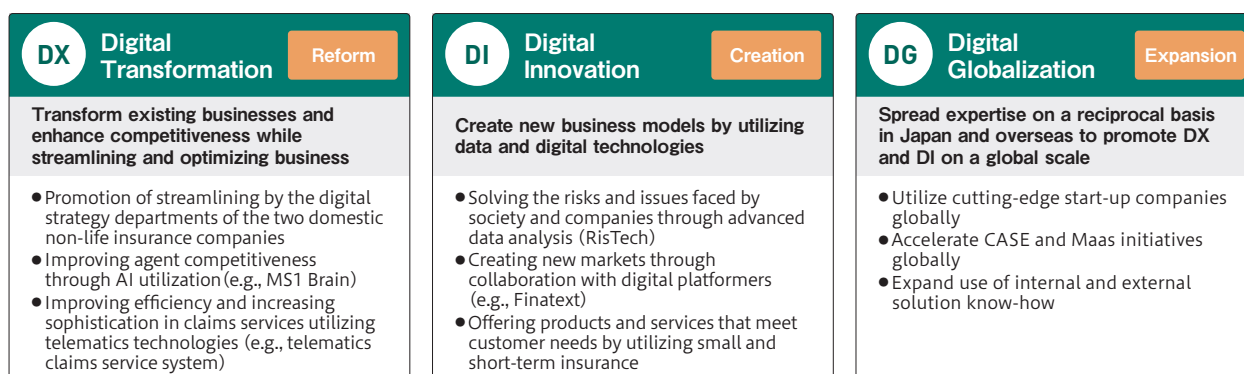 DX
Digital
Transformation
Reform
Transform existing businesses and
enhance competitiveness while
streamlining and optimizing business
●Promotion of streamlining by the digital
strategy departments of the two domestic
non-life insurance companies
●Improving agent competitiveness
through AI utilization(e.g., MS1 Brain)
●Improving efficiency and increasing
sophistication in claims services utilizing
telematics technologies (e.g., telematics
claims service system)
DI
Digital
Innovation
Creation
Create new business models by utilizing
data and digital technologies
●Solving the risks and issues faced by
society and companies through advanced
data analysis (RisTech)
●Creating new markets through
collaboration with digital platformers
(e.g., Finatext)
●Offering products and services that meet
customer needs by utilizing small and
short-term insurance
DG
Digital
Globalization
Expansion
Spread expertise on a reciprocal basis
in Japan and overseas to promote DX
and DI on a global scale
●Utilize cutting-edge start-up companies
globally
●Accelerate CASE and Maas initiatives
globally
●Expand use of internal and external
solution know-how